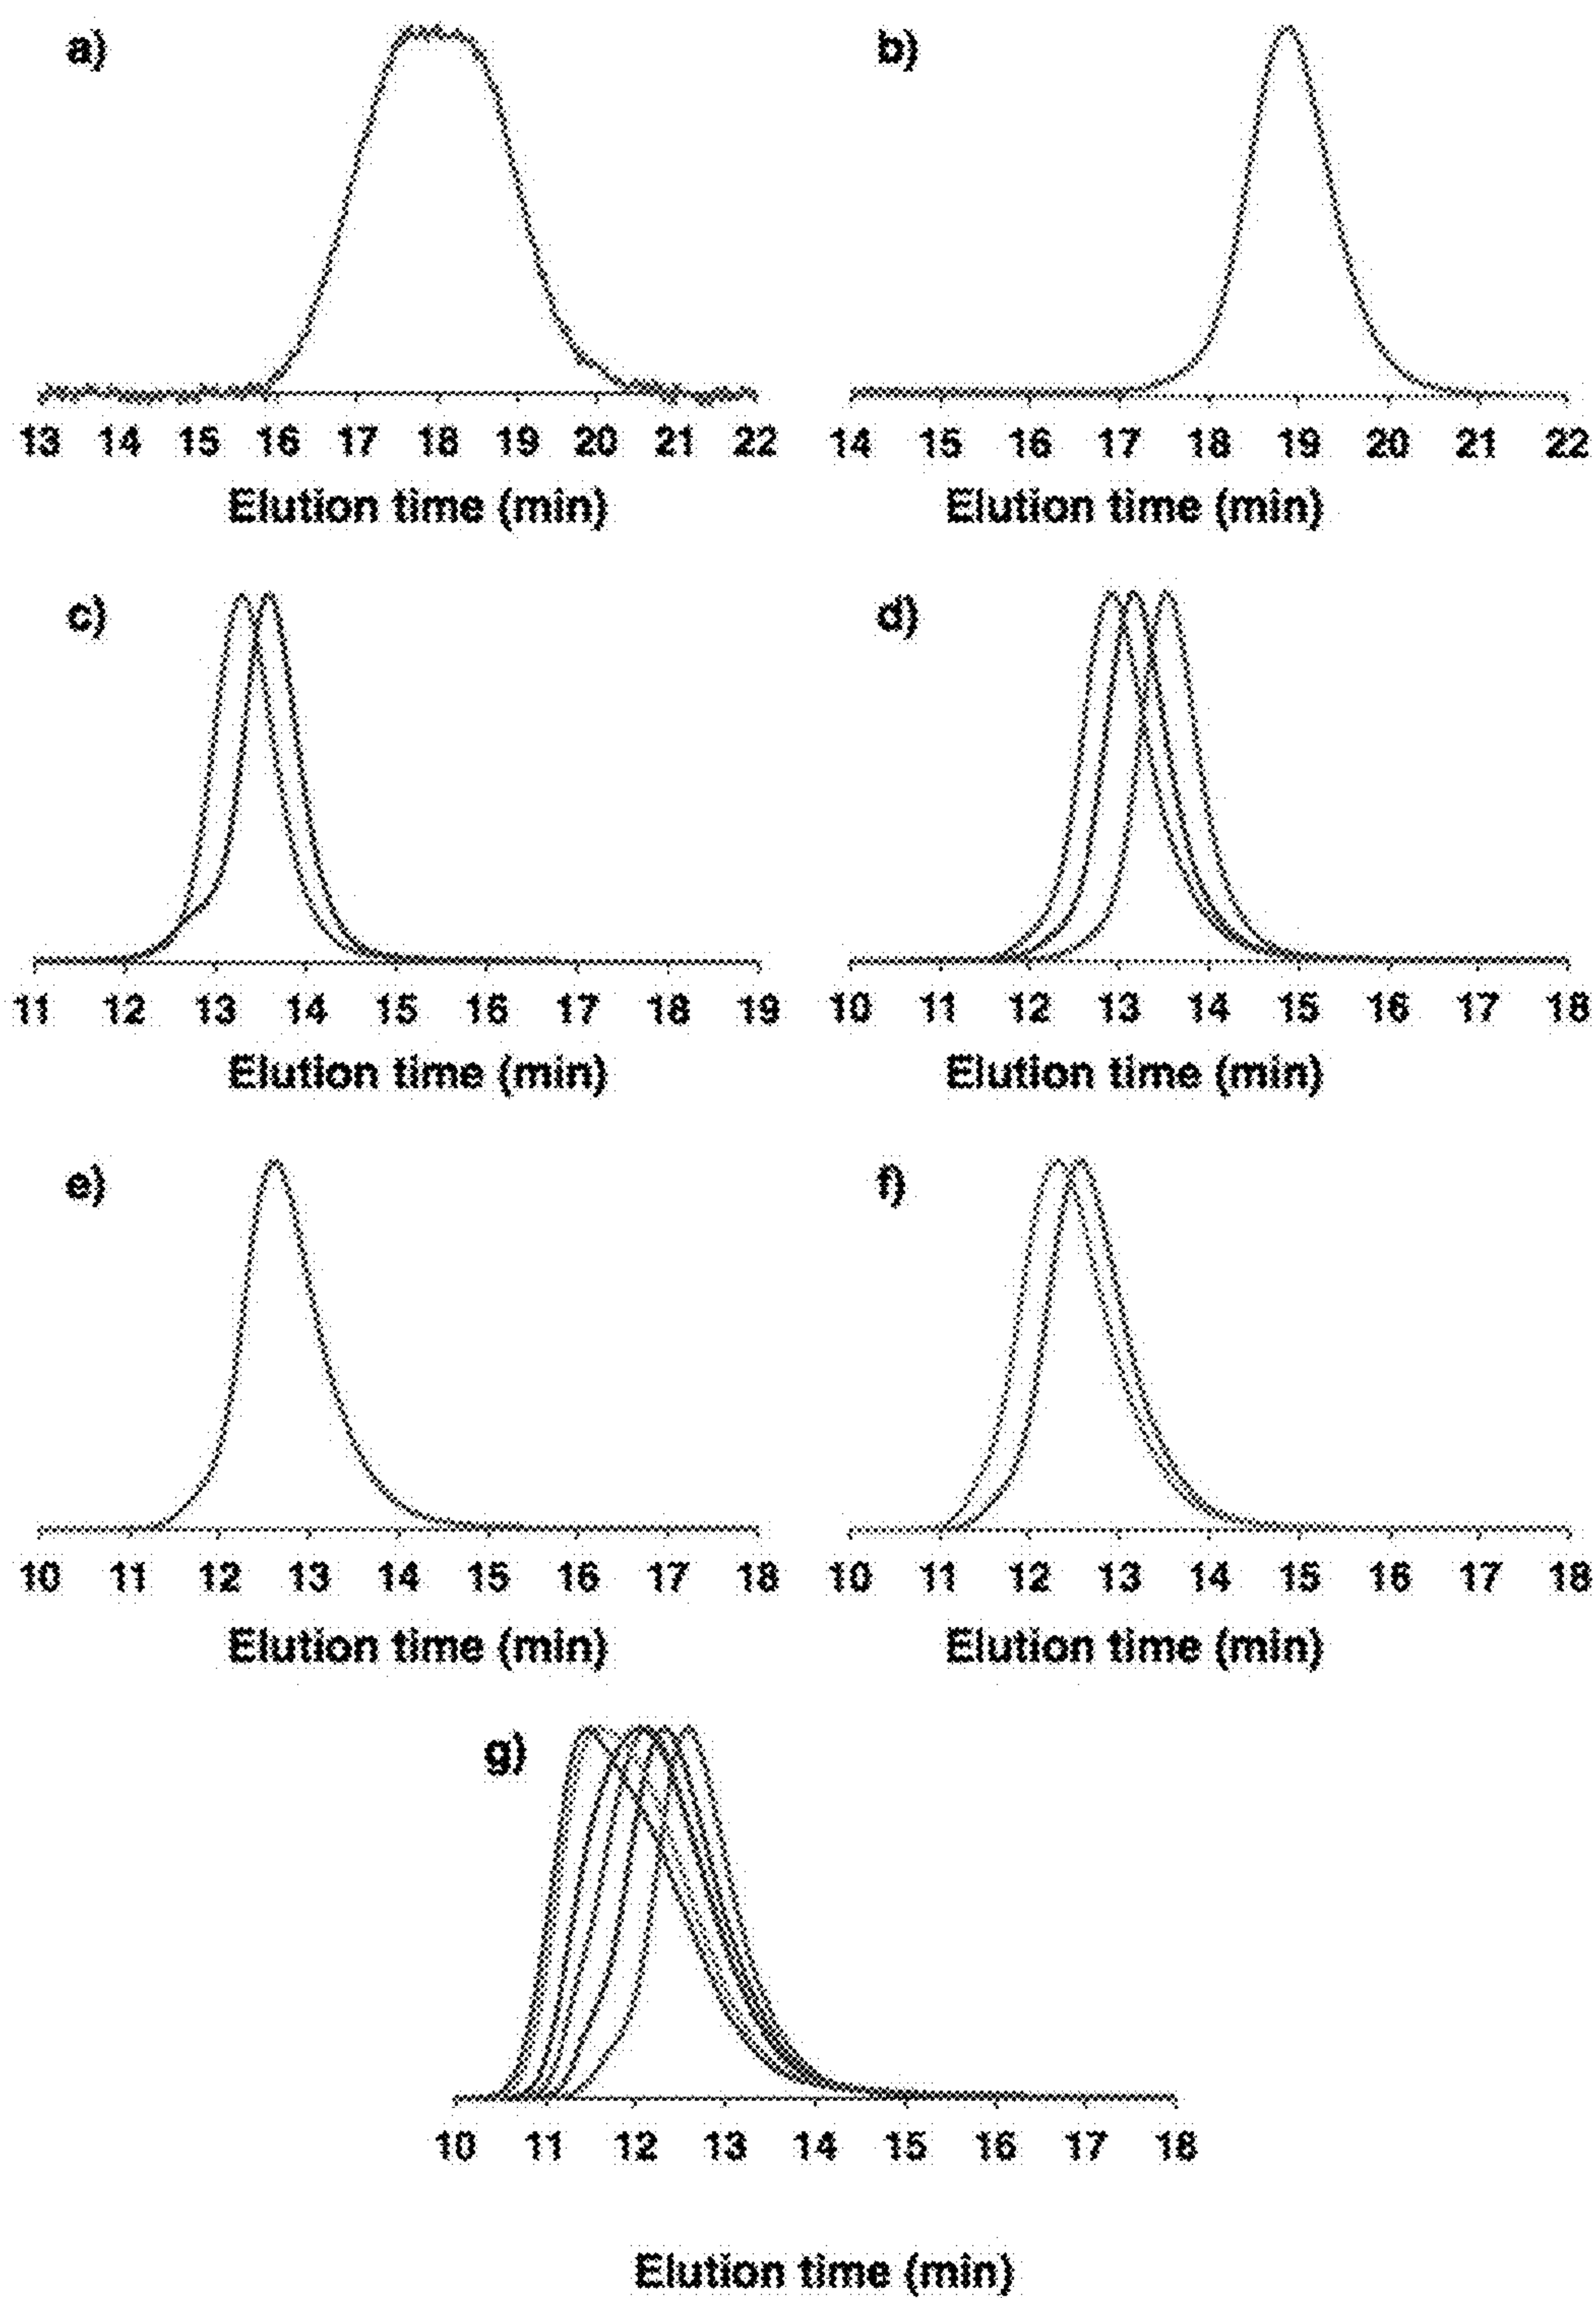 a)
b)
13 14 15 16 17 18 19 20 21 22
14 15 16 17 18 19 20 21 22
Elution time (min)
Elution time (min)
c)
d)
11 12 13 14 15 16 17 18 19
10 11 12 13 14 15 16 17 18
Elution time (min)
Elution time (min)
e)
f)
10 11 12 13 14 15 16 17 18
10 11 12 13 14 15 16 17 18
Elution time (min)
Elution time (min)
g)
10 11 12 13 14 15 16 17 18
Elution time (min)